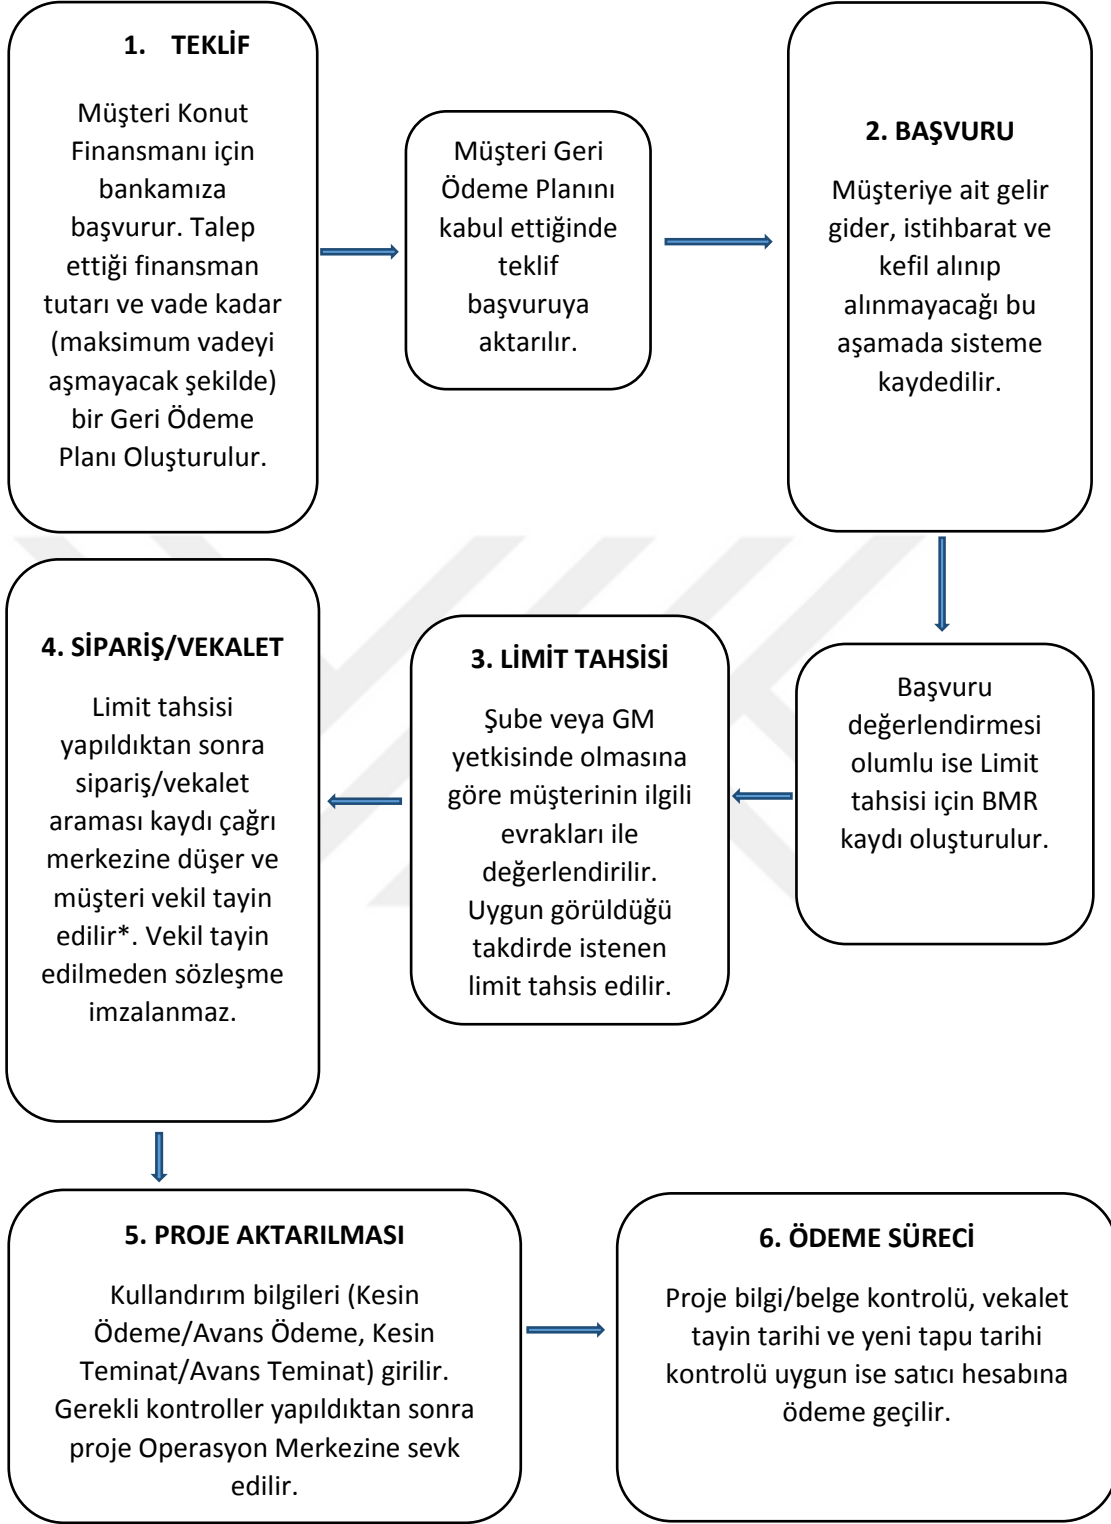 1. TEKLİF
Müşteri Konut
Finansmanı için
bankamıza
başvurur. Talep
ettiği finansman
tutarı ve vade kadar
(maksimum vadeyi
aşmayacak şekilde)
bir Geri Ödeme
Planı Oluşturulur.
Müşteri Geri
Ödeme Planını
kabul ettiğinde
teklif
başvuruya
aktarılır.
2. BAŞVURU
Müşteriye ait gelir
gider, istihbarat ve
kefil alınıp
alınmayacağı bu
aşamada sisteme
kaydedilir.
Başvuru
değerlendirmesi
olumlu ise Limit
tahsisi için BMR
kaydı oluşturulur.
3. LİMİT TAHSİSİ
Şube veya GM
yetkisinde olmasına
göre müşterinin ilgili
evrakları ile
değerlendirilir.
Uygun görüldüğü
takdirde istenen
limit tahsis edilir.
4. SİPARİŞ/VEKALET
Limit tahsisi
yapıldıktan sonra
sipariş/vekalet
araması kaydı çağrı
merkezine düşer ve
müşteri vekil tayin
edilir*. Vekil tayin
edilmeden sözleşme
imzalanmaz.
5. PROJE AKTARILMASI
Kullandırım bilgileri (Kesin
Ödeme/Avans Ödeme, Kesin
Teminat/Avans Teminat) girilir.
Gerekli kontroller yapıldıktan sonra
proje Operasyon Merkezine sevk
edilir.
6. ÖDEME SÜRECİ
Proje bilgi/belge kontrolü, vekalet
tayin tarihi ve yeni tapu tarihi
kontrolü uygun ise satıcı hesabına
ödeme geçilir.